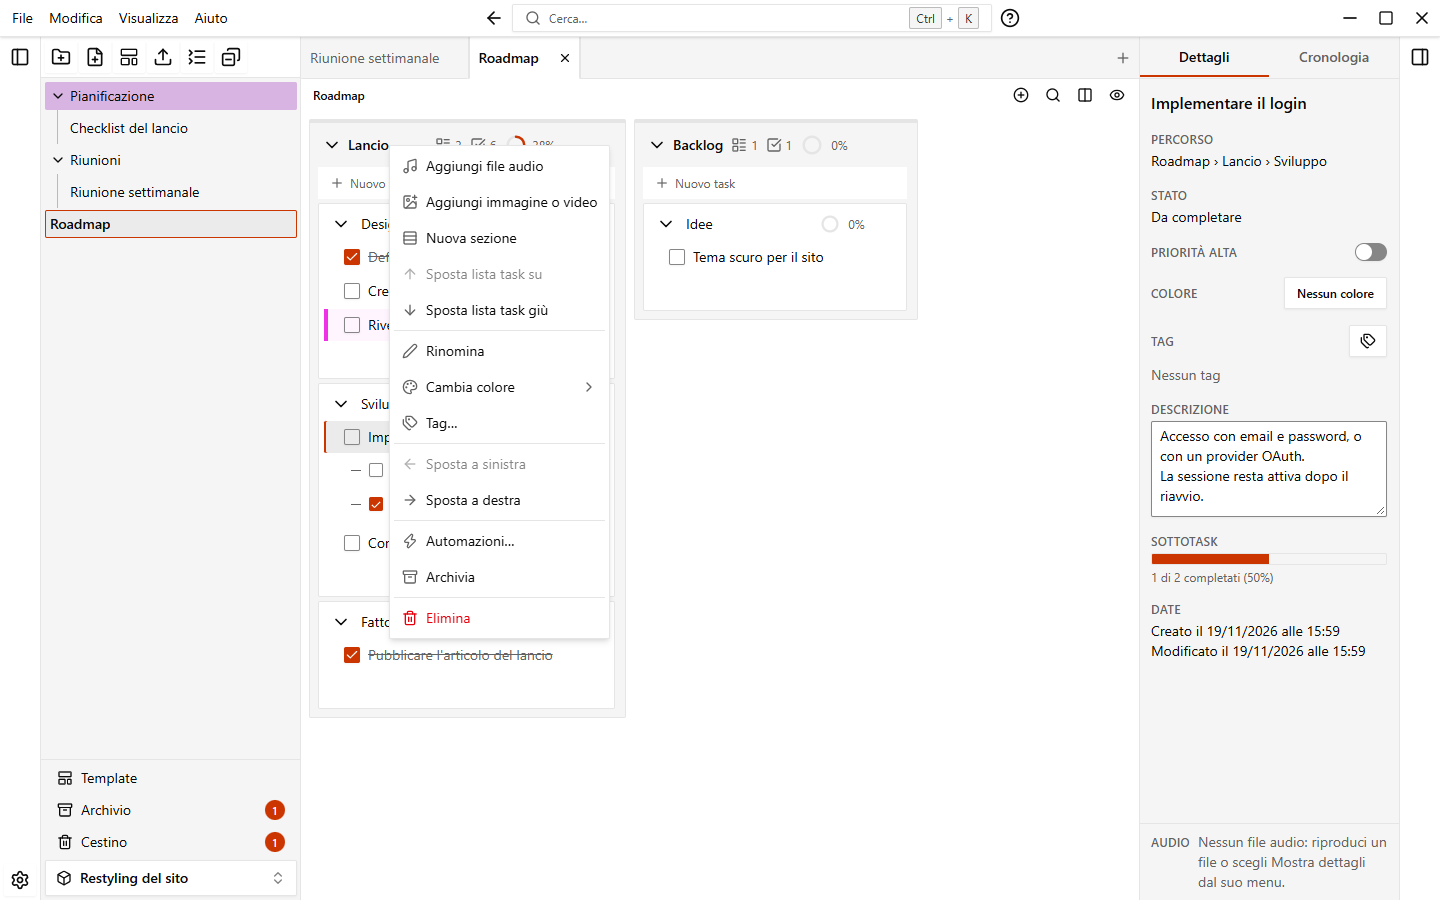 File Modifica Visualizza Aiuto
Cerca... Ctrl + K
Pianificazione
Checklist del lancio
Riunioni
Riunione settimanale
Roadmap
Template
Archivio 1
Cestino 1
Restyling del sito
Riunione settimanale Roadmap
Roadmap
Lancio
Nuovo
Pubblicare l'articolo del lancio
Aggiungi file audio
Aggiungi immagine o video
Nuova sezione
Sposta lista task su
Sposta lista task giù
Rinomina
Cambia colore
Tag...
Sposta a sinistra
Sposta a destra
Automazioni...
Archivia
Elimina
Backlog 1 1 0%
Nuovo task
Idee 0%
Tema scuro per il sito
Dettagli Cronologia
Implementare il login
PERCORSO
Roadmap › Lancio › Sviluppo
STATO
Da completare
PRIORITÀ ALTA
COLORE Nessun colore
TAG
Nessun tag
DESCRIZIONE
Accesso con email e password, o
con un provider OAuth.
La sessione resta attiva dopo il
riavvio.
SOTTOTASK
1 di 2 completati (50%)
DATE
Creato il 19/11/2026 alle 15:59
Modificato il 19/11/2026 alle 15:59
AUDIO Nessun file audio: riproduci un
file o scegli Mostra dettagli
dal suo menu.